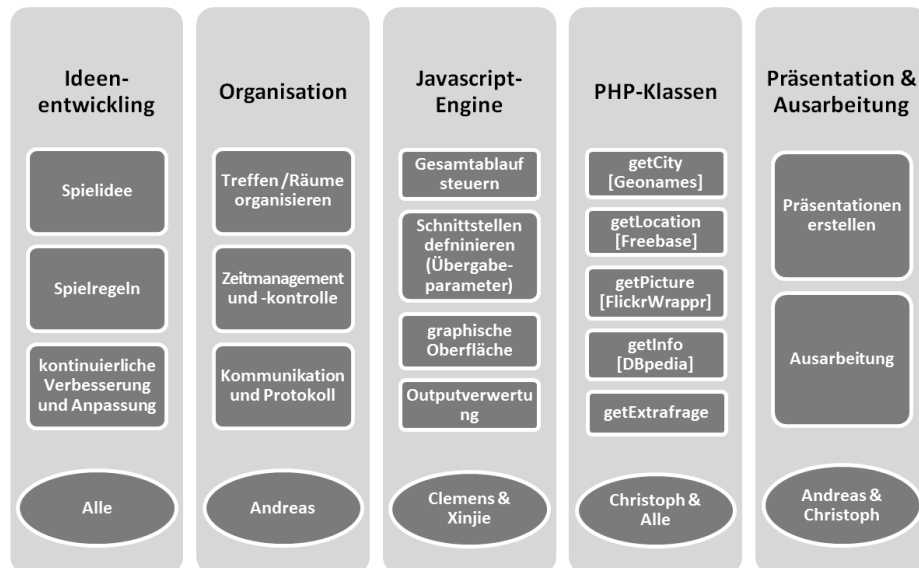 Ideen-
entwickling
Spielidee
Spielregeln
kontinuierliche
Verbesserung
und Anpassung
Alle
Organisation
Treffen /Räume
organisieren
Zeitmanagement
und -kontrolle
Kommunikation
und Protokoll
Andreas
Javascript-
Engine
Gesamtablauf
steuern
Schnittstellen
defninieren
(Übergabe-
parameter)
graphische
Oberfläche
Outputverwertu
ng
Clemens &
Xinjie
PHP-Klassen
getCity
[Geonames]
getLocation
[Freebase]
getPicture
[FlickrWrappr]
getInfo
[DBpedia]
getExtrafrage
Christoph &
Alle
Präsentation &
Ausarbeitung
Präsentationen
erstellen
Ausarbeitung
Andreas &
Christoph